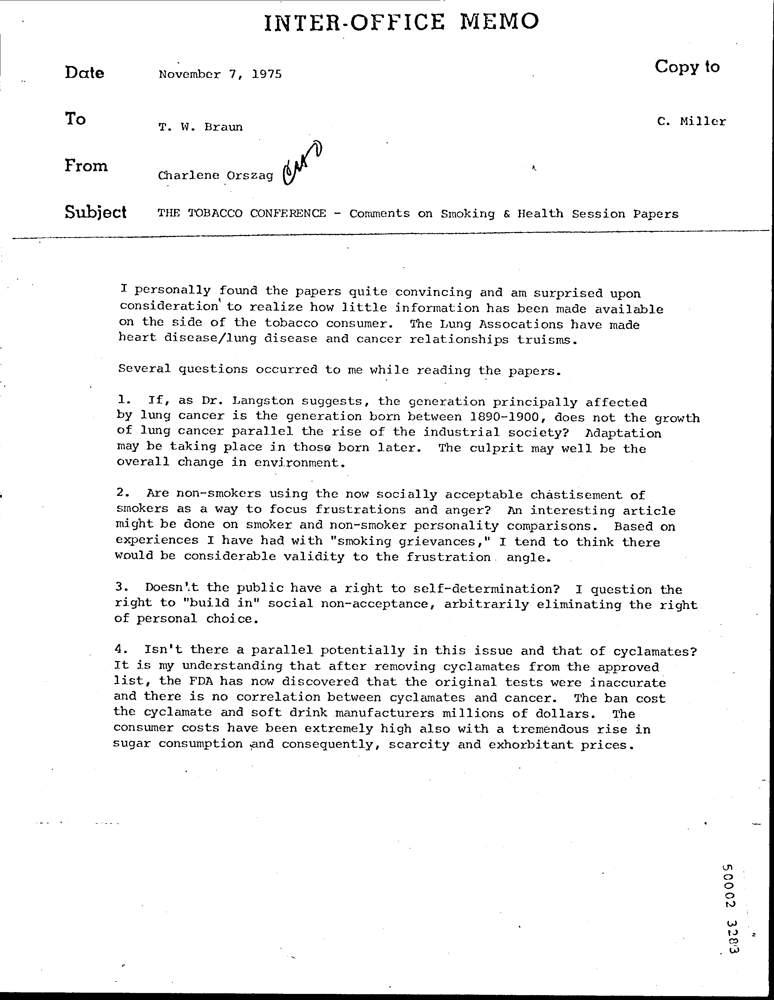 INTER-OFFICE MEMO
Date November 7, 1975 Copy to
To T. W. Braun C. Miller
From Charlene Orszag
Subject THE TOBACCO CONFERENCE - Comments on Smoking & Health Session Papers
I personally found the papers quite convincing and am surprised upon
consideration to realize how little information has been made available
on the side of the tobacco consumer. The Lung Assocations have made
heart disease/lung disease and cancer relationships truisms.
Several questions occurred to me while reading the papers.
1. If, as Dr. Langston suggests, the generation principally affected
by lung cancer is the generation born between 1890-1900, does not the growth
of lung cancer parallel the rise of the industrial society? Adaptation
may be taking place in those born later. The culprit may well be the
overall change in environment.
2. Are non-smokers using the now socially acceptable chastisement of
smokers as a way to focus frustrations and anger? An interesting article
might be done on smoker and non-smoker personality comparisons. Based on
experiences I have had with "smoking grievances," I tend to think there
would be considerable validity to the frustration angle.
3. Doesn't the public have a right to self-determination? I question the
right to "build in" social non-acceptance, arbitrarily eliminating the right
of personal choice.
4. Isn't there a parallel potentially in this issue and that of cyclamates?
It is my understanding that after removing cyclamates from the approved
list, the FDA has now discovered that the original tests were inaccurate
and there is no correlation between cyclamates and cancer. The ban cost
the cyclamate and soft drink manufacturers millions of dollars. The
consumer costs have been extremely high also with a tremendous rise in
sugar consumption and consequently, scarcity and exhorbitant prices.
50002 3283